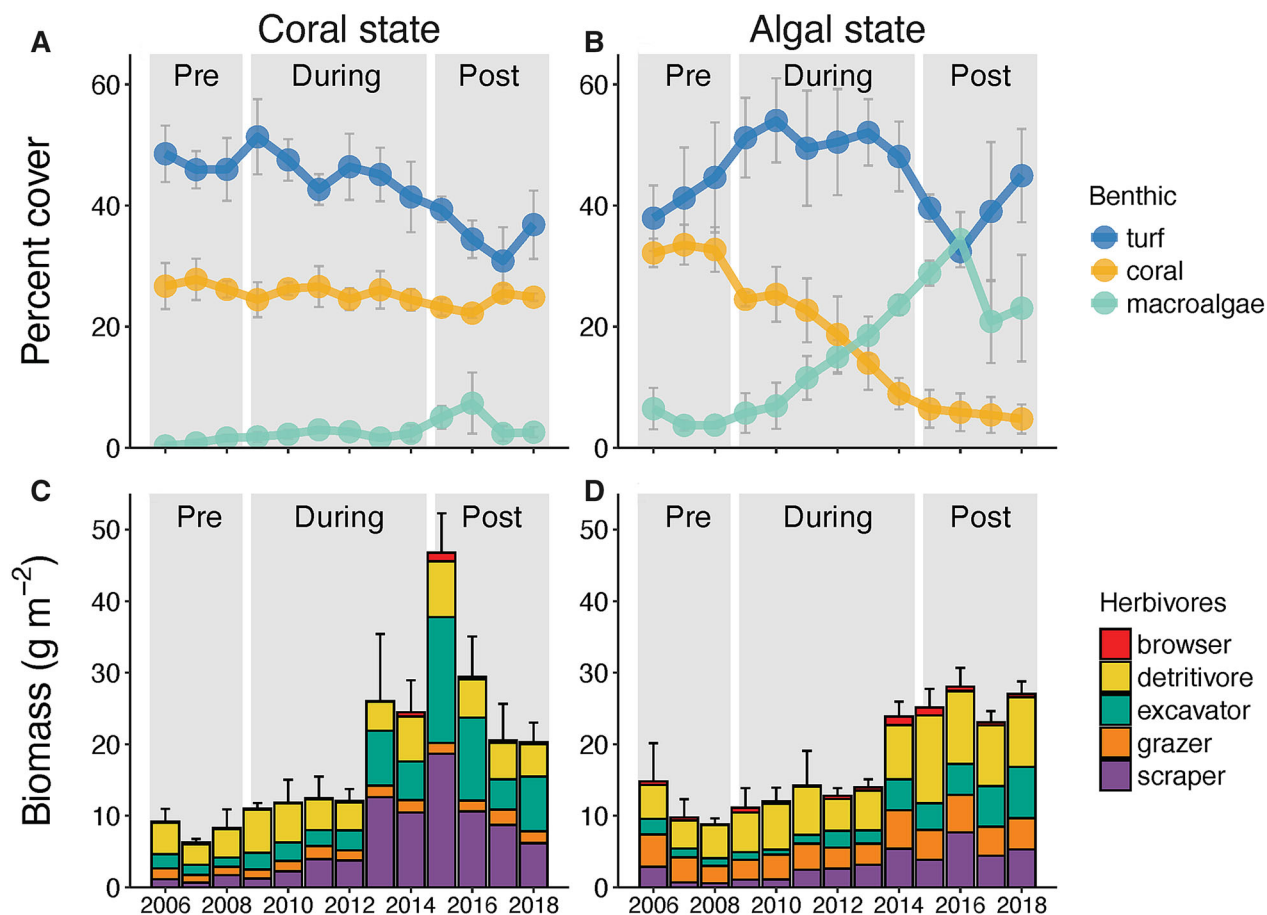 A
Coral state
B
Algal state
Pre
During
Post
Pre
During
Post
Percent cover
60
40
20
0
60
40
20
0
Benthic
turf
coral
macroalgae
C
D
Pre
During
Post
Pre
During
Post
Biomass (g m⁻²)
50
40
30
20
10
0
50
40
30
20
10
0
2006 2008 2010 2012 2014 2016 2018
2006 2008 2010 2012 2014 2016 2018
Herbivores
browser
detritivore
excavator
grazer
scraper